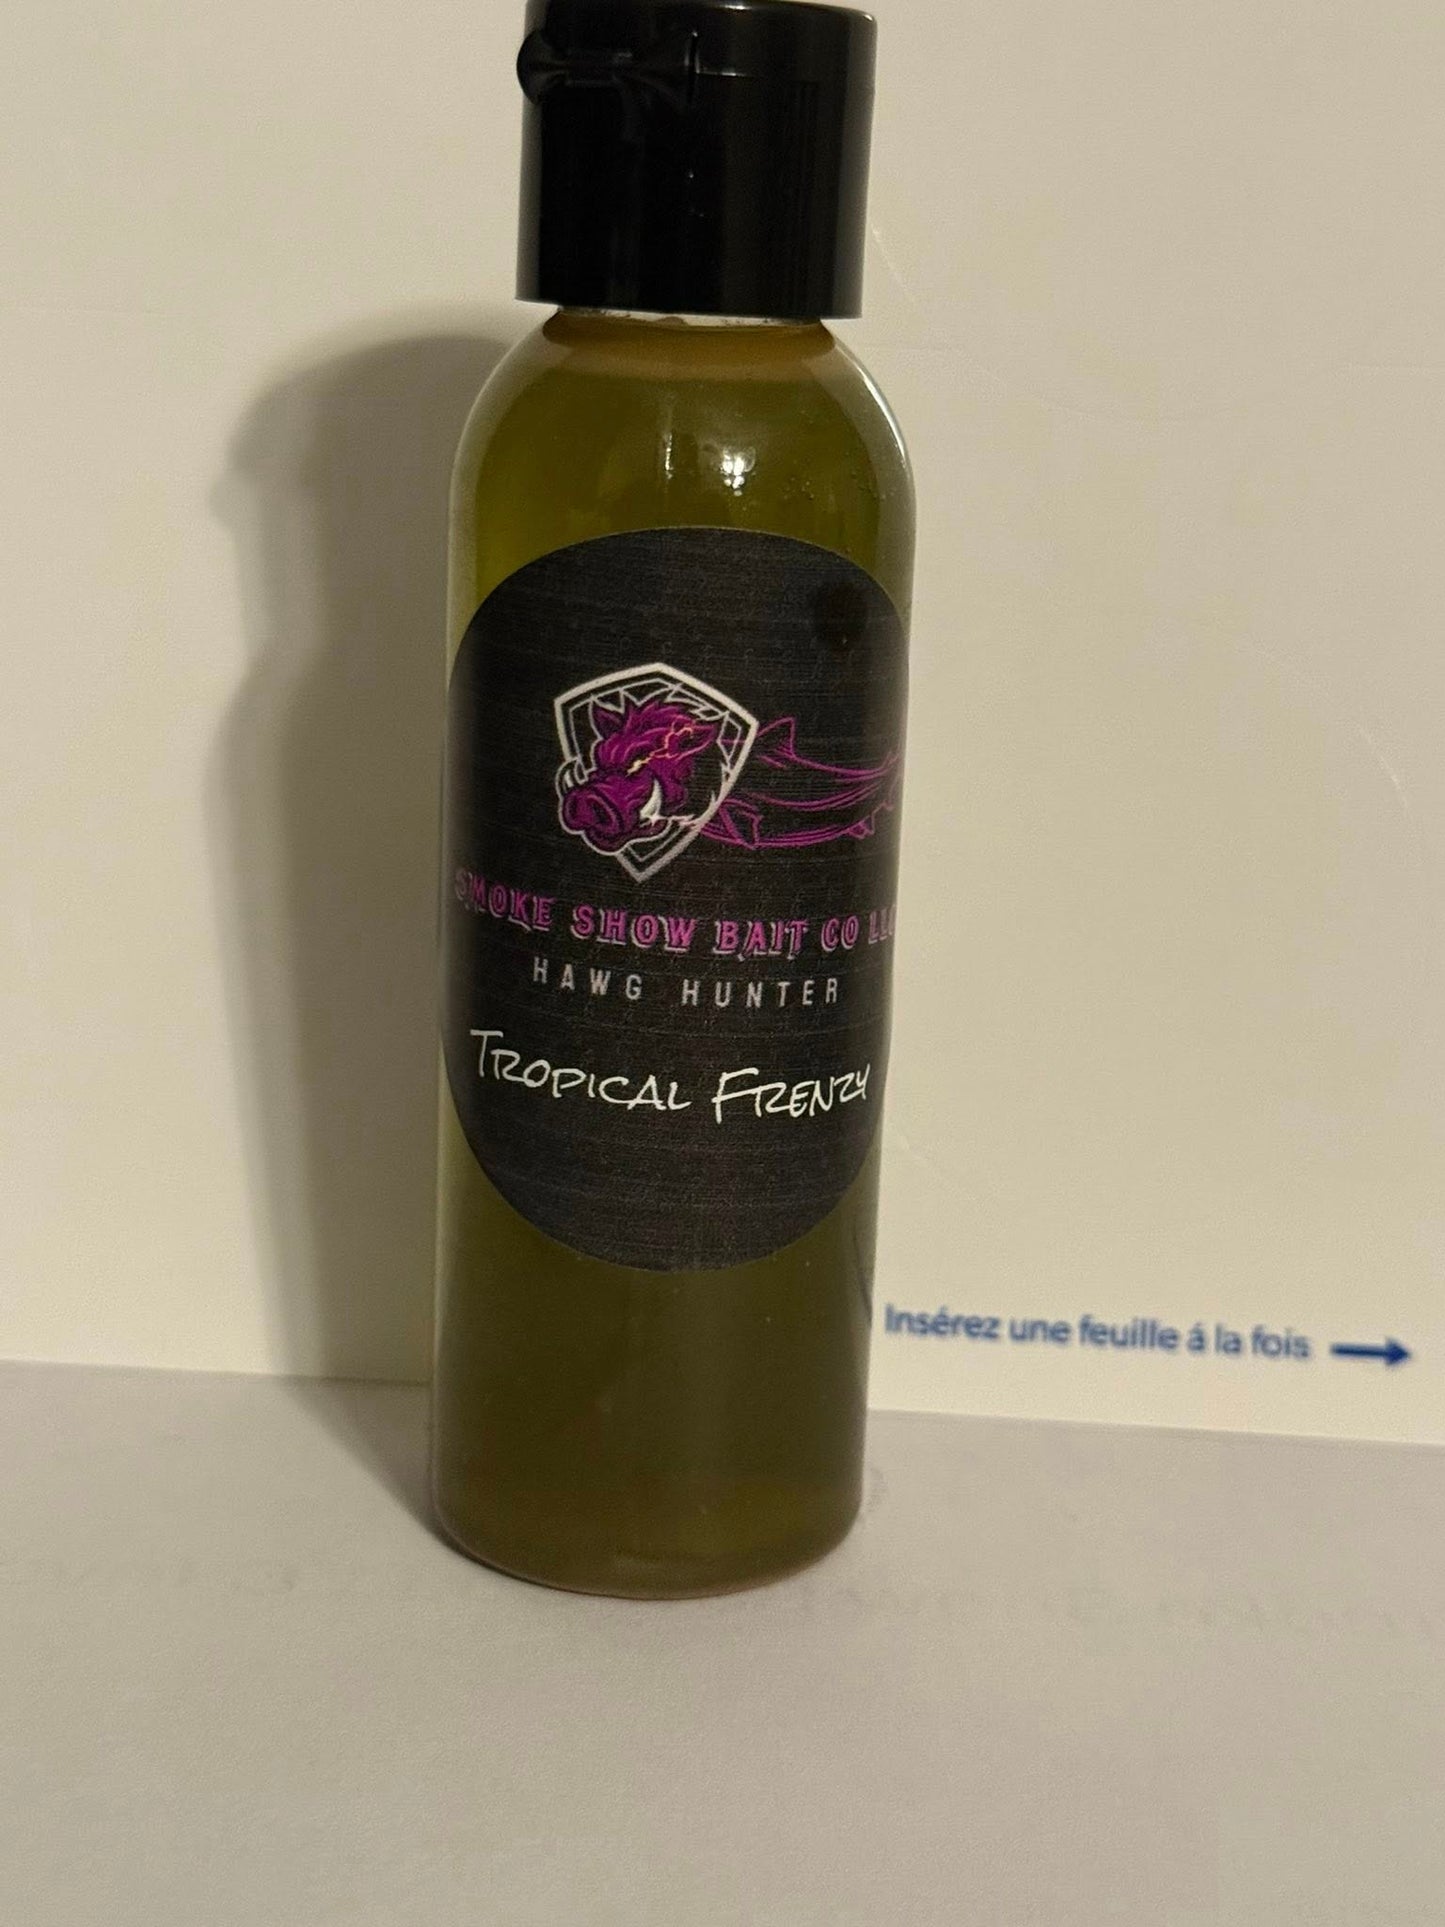 SMOKE SHOW BAIT CO LLC
HAWG HUNTER
TROPICAL FRENZY
Insérez une feuille á la fois